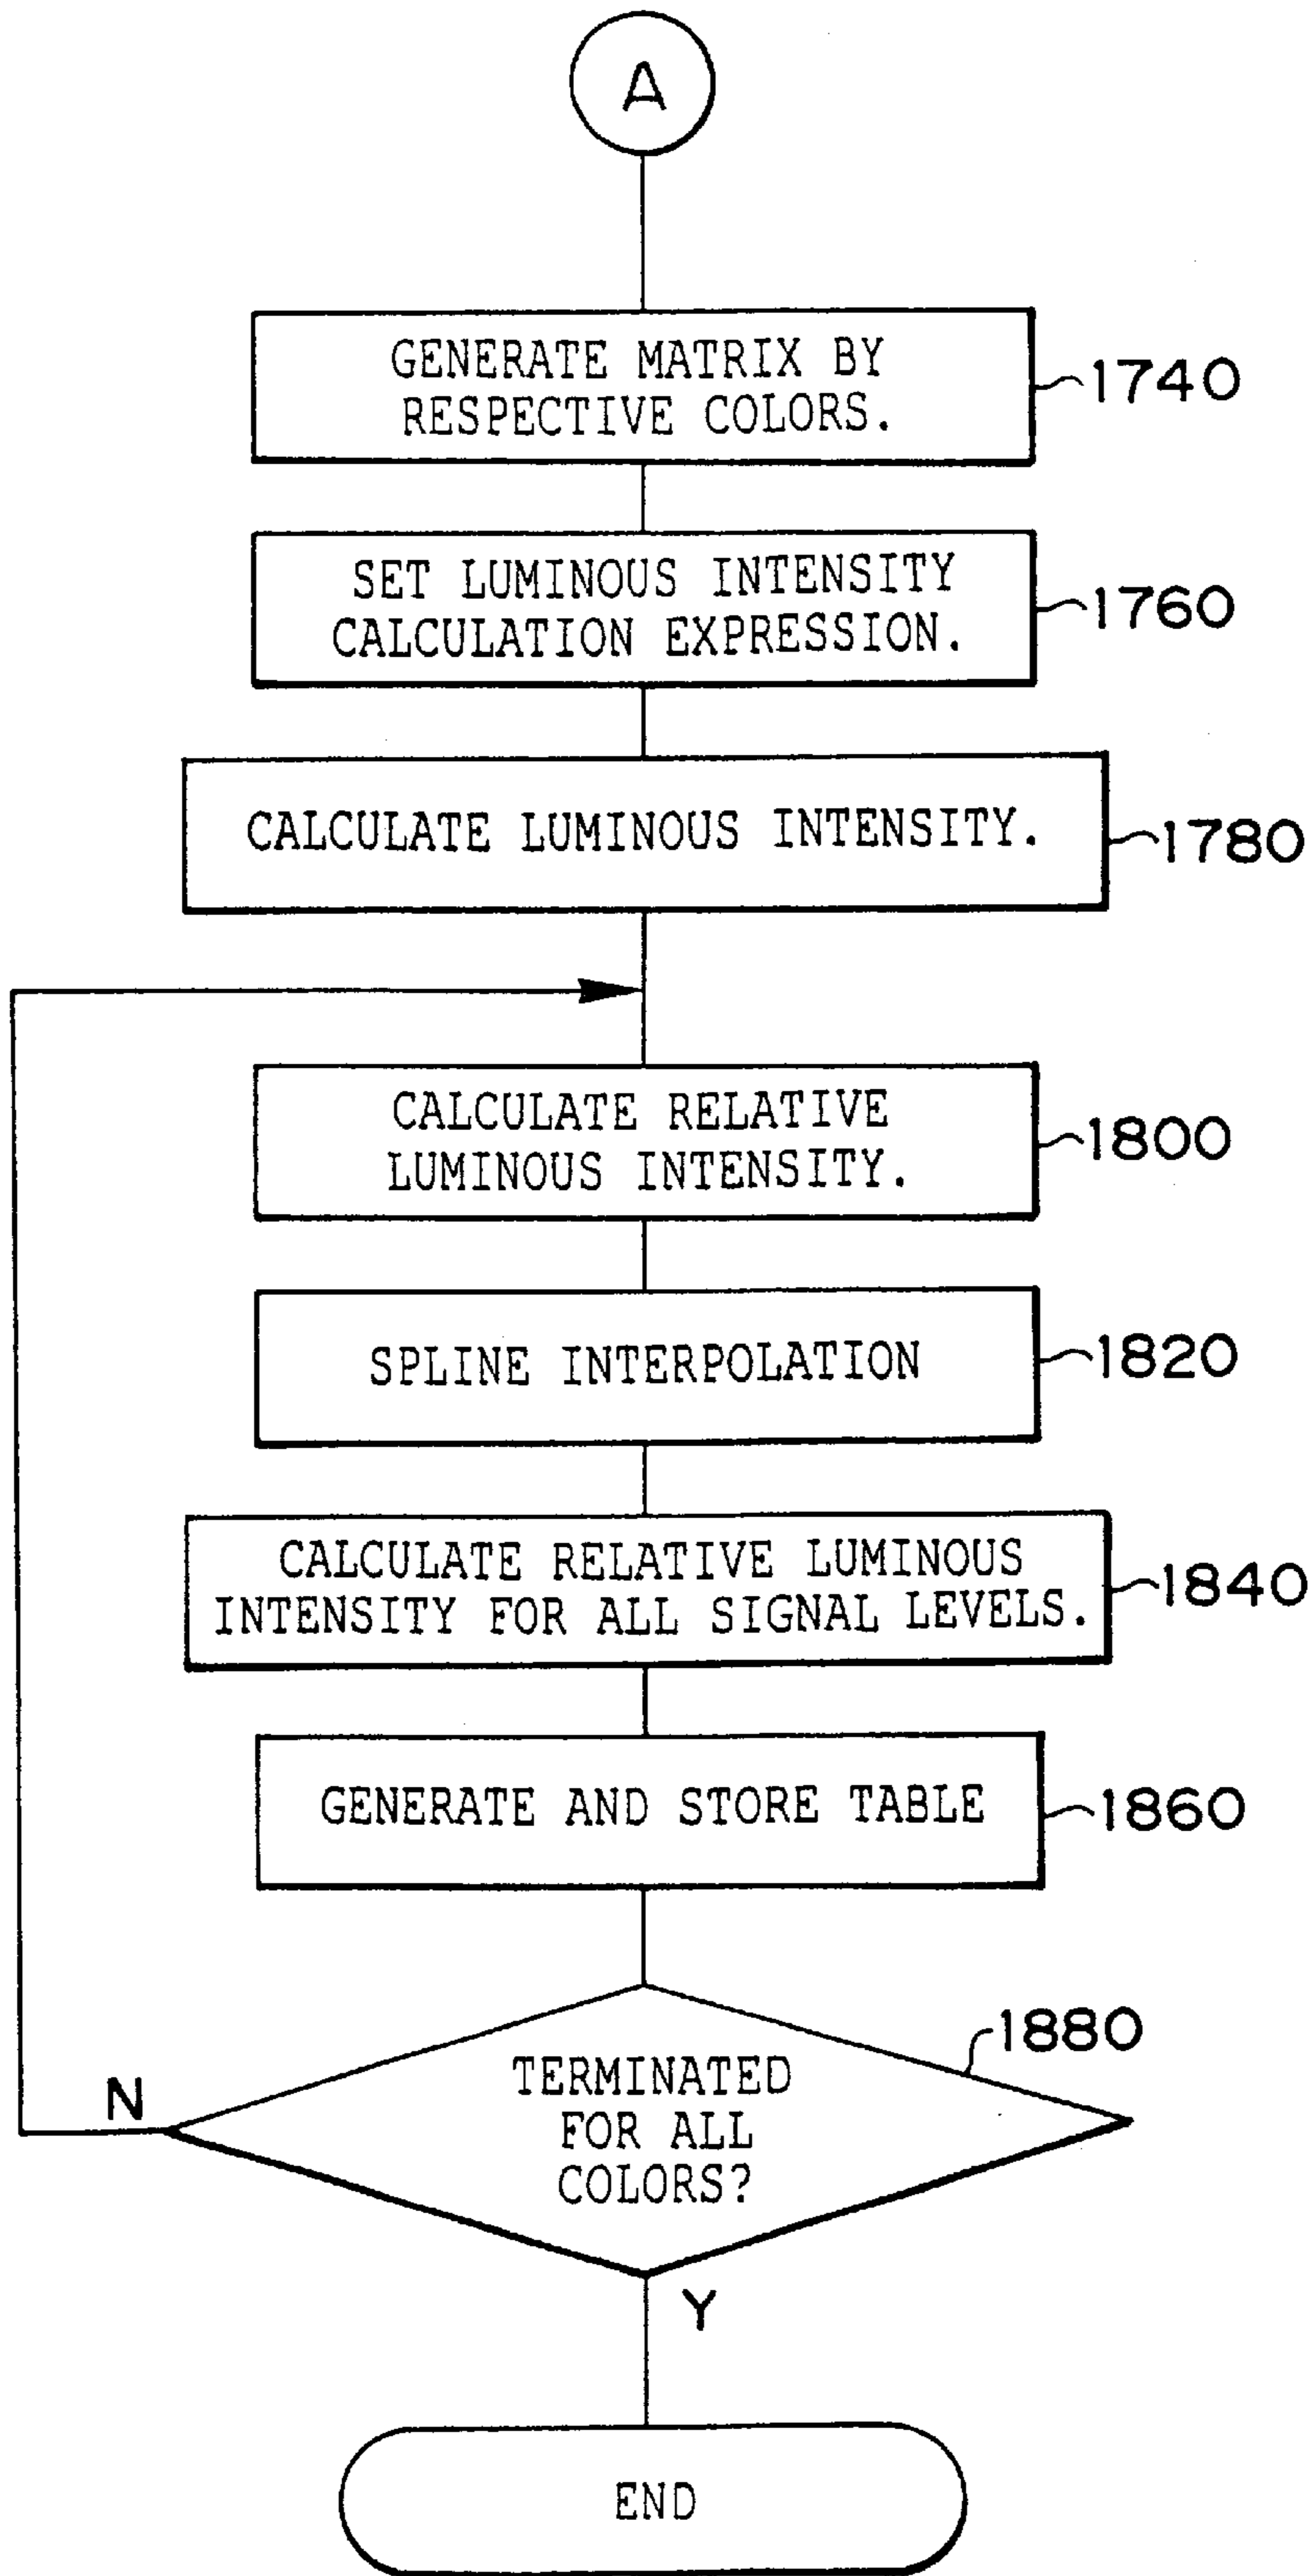 A
GENERATE MATRIX BY
RESPECTIVE COLORS.
1740
SET LUMINOUS INTENSITY
CALCULATION EXPRESSION.
1760
CALCULATE LUMINOUS INTENSITY.
1780
CALCULATE RELATIVE
LUMINOUS INTENSITY.
1800
SPLINE INTERPOLATION
1820
CALCULATE RELATIVE LUMINOUS
INTENSITY FOR ALL SIGNAL LEVELS.
1840
GENERATE AND STORE TABLE
1860
1880
TERMINATED
FOR ALL
COLORS?
N
Y
END